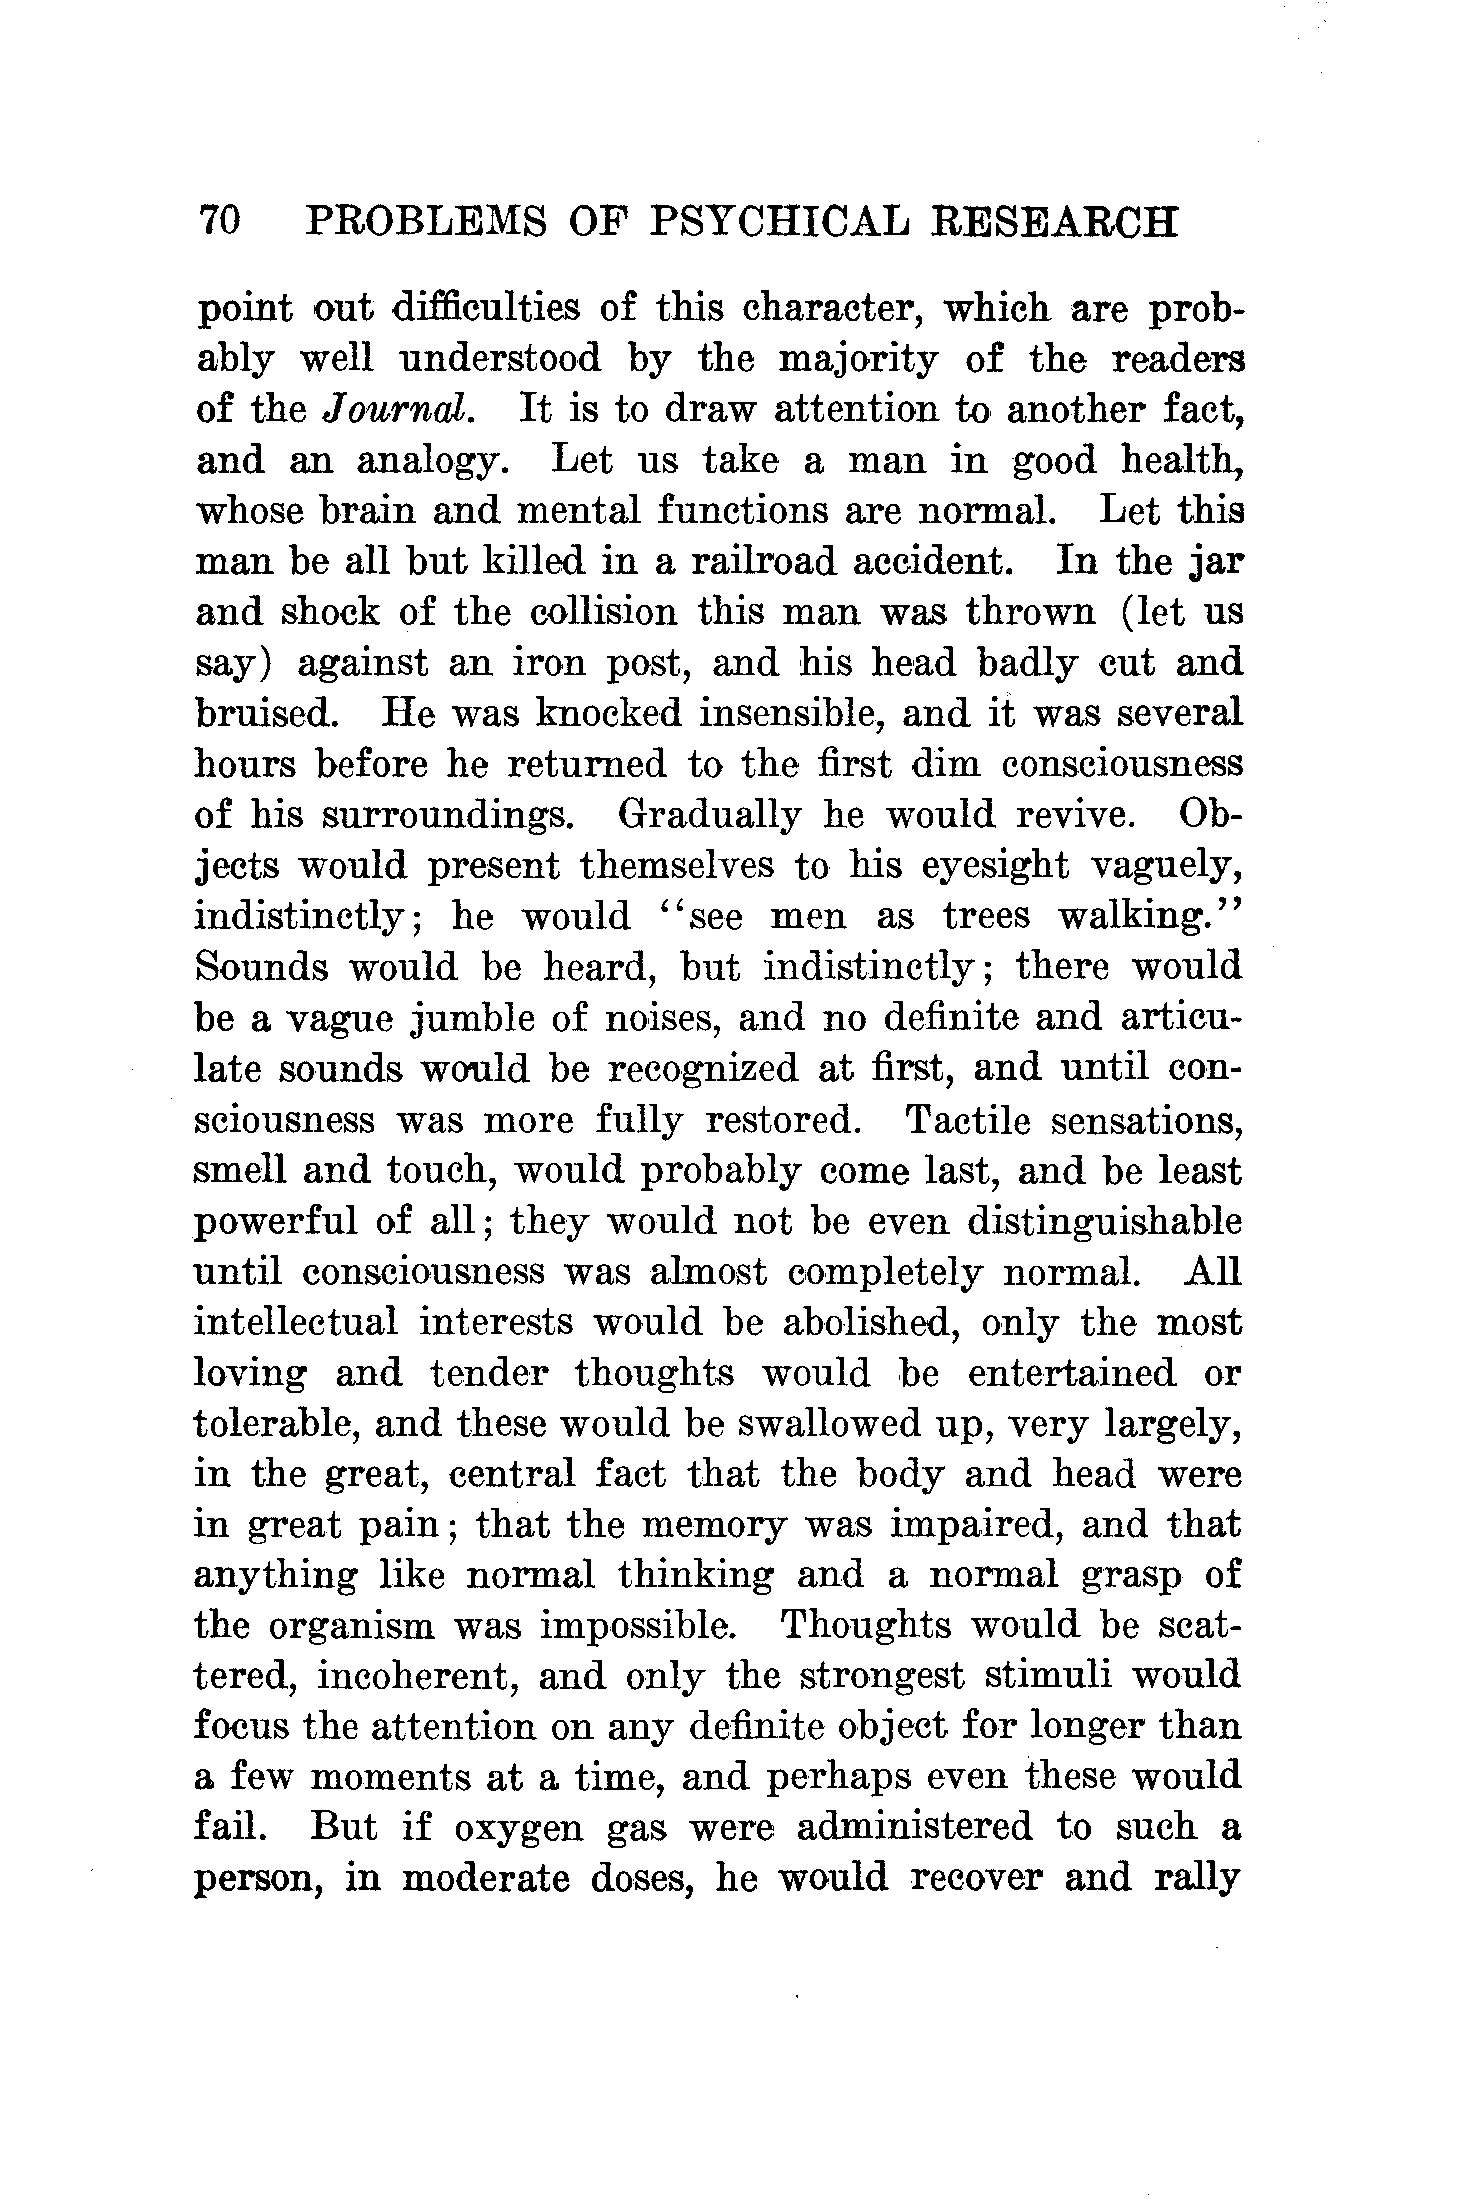 70 PROBLEMS OF PSYCHICAL RESEARCH
point out difficulties of this character, which are prob-
ably well understood by the majority of the readers
of the Journal. It is to draw attention to another fact,
and an analogy. Let us take a man in good health,
whose brain and mental functions are normal. Let this
man be all but killed in a railroad accident. In the jar
and shock of the collision this man was thrown (let us
say) against an iron post, and his head badly cut and
bruised. He was knocked insensible, and it was several
hours before he returned to the first dim consciousness
of his surroundings. Gradually he would revive. Ob-
jects would present themselves to his eyesight vaguely,
indistinctly; he would "see men as trees walking."
Sounds would be heard, but indistinctly; there would
be a vague jumble of noises, and no definite and articu-
late sounds would be recognized at first, and until con-
sciousness was more fully restored. Tactile sensations,
smell and touch, would probably come last, and be least
powerful of all; they would not be even distinguishable
until consciousness was almost completely normal. All
intellectual interests would be abolished, only the most
loving and tender thoughts would be entertained or
tolerable, and these would be swallowed up, very largely,
in the great, central fact that the body and head were
in great pain; that the memory was impaired, and that
anything like normal thinking and a normal grasp of
the organism was impossible. Thoughts would be scat-
tered, incoherent, and only the strongest stimuli would
focus the attention on any definite object for longer than
a few moments at a time, and perhaps even these would
fail. But if oxygen gas were administered to such a
person, in moderate doses, he would recover and rally